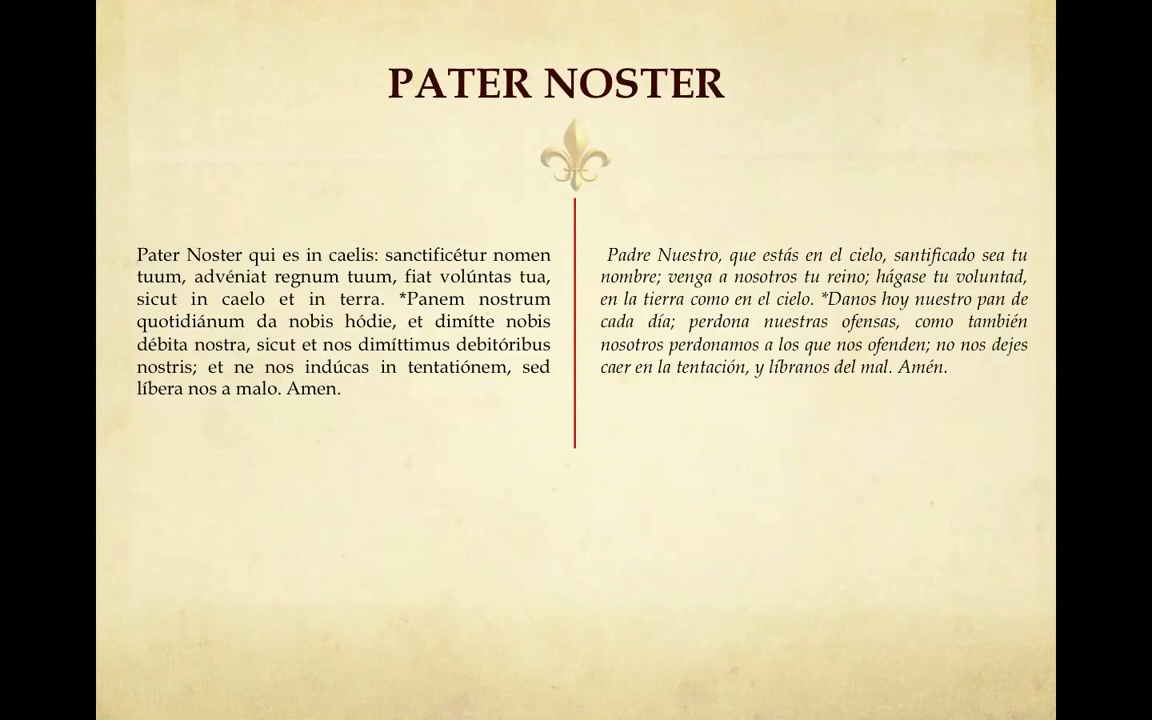 PATER NOSTER
Pater Noster qui es in caelis: sanctificétur nomen
tuum, advéniat regnum tuum, fiat volúntas tua,
sicut in caelo et in terra. *Panem nostrum
quotidiánum da nobis hódie, et dimítte nobis
débita nostra, sicut et nos dimíttimus debitóribus
nostris; et ne nos indúcas in tentatiónem, sed
líbera nos a malo. Amen.
Padre Nuestro, que estás en el cielo, santificado sea tu
nombre; venga a nosotros tu reino; hágase tu voluntad,
en la tierra como en el cielo. *Danos hoy nuestro pan de
cada día; perdona nuestras ofensas, como también
nosotros perdonamos a los que nos ofenden; no nos dejes
caer en la tentación, y líbranos del mal. Amén.